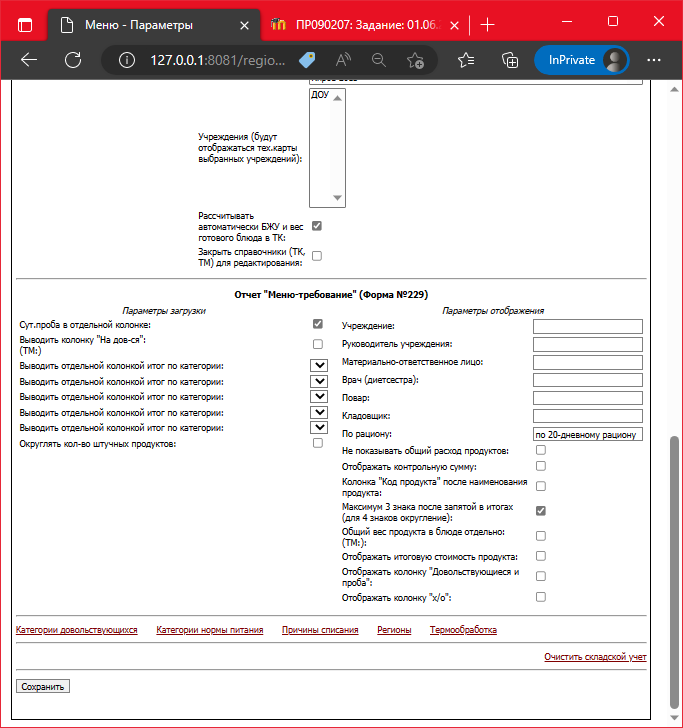 Меню - Параметры
ПР090207: Задание: 01.06.
127.0.0.1:8081/regio...
InPrivate
ДОУ
Учреждения (будут
отображаться тех.карты
выбранных учреждений):
Рассчитывать
автоматически БЖУ и вес
готового блюда в ТК:
Закрыть справочники (ТК,
ТМ) для редактирования:
Отчет "Меню-требование" (Форма №229)
Параметры загрузки
Сут.проба в отдельной колонке:
Выводить колонку "На дов-ся":
(ТМ:)
Выводить отдельной колонкой итог по категории:
Выводить отдельной колонкой итог по категории:
Выводить отдельной колонкой итог по категории:
Выводить отдельной колонкой итог по категории:
Выводить отдельной колонкой итог по категории:
Округлять кол-во штучных продуктов:
Параметры отображения
Учреждение:
Руководитель учреждения:
Материально-ответственное лицо:
Врач (диетсестра):
Повар:
Кладовщик:
По рациону: по 20-дневному рациону
Не показывать общий расход продуктов:
Отображать контрольную сумму:
Колонка "Код продукта" после наименования
продукта:
Максимум 3 знака после запятой в итогах
(для 4 знаков округление):
Общий вес продукта в блюде отдельно:
(ТМ:):
Отображать итоговую стоимость продукта:
Отображать колонку "Довольствующиеся и
проба":
Отображать колонку "х/о":
Категории довольствующихся Категории нормы питания Причины списания Регионы Термообработка
Очистить складской учет
Сохранить